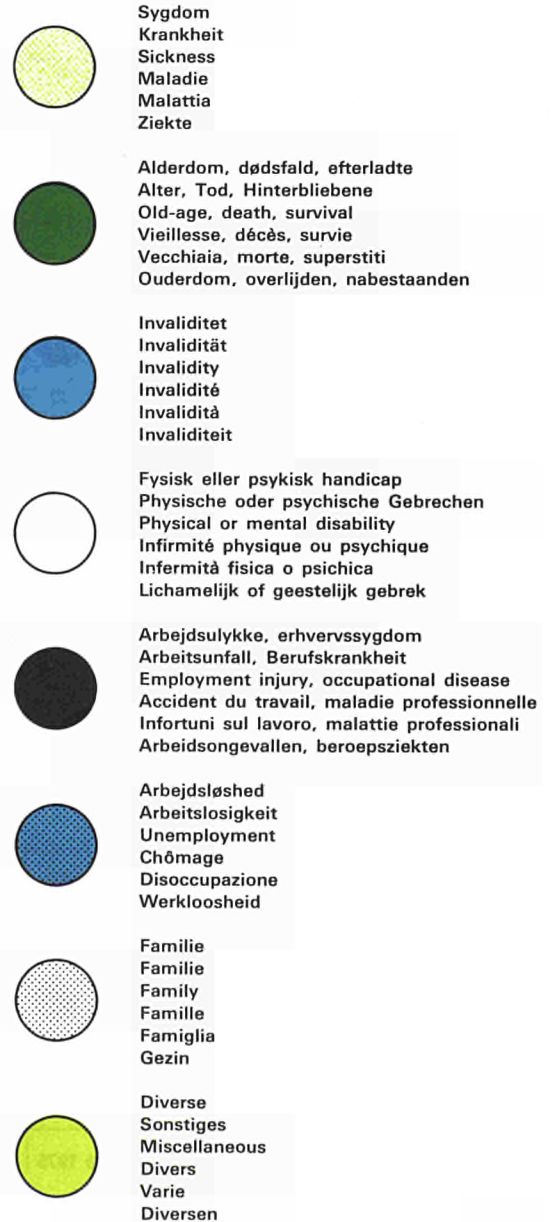 Sygdom
Krankheit
Sickness
Maladie
Malattia
Ziekte
Alderdom, dødsfald, efterladte
Alter, Tod, Hinterbliebene
Old-age, death, survival
Vieillesse, décès, survie
Vecchiaia, morte, superstiti
Ouderdom, overlijden, nabestaanden
Invaliditet
Invalidität
Invalidity
Invalidité
Invalidità
Invaliditeit
Fysisk eller psykisk handicap
Physische oder psychische Gebrechen
Physical or mental disability
Infirmité physique ou psychique
Infermità fisica o psichica
Lichamelijk of geestelijk gebrek
Arbejdsulykke, erhvervssygdom
Arbeitsunfall, Berufskrankheit
Employment injury, occupational disease
Accident du travail, maladie professionnelle
Infortuni sul lavoro, malattie professionali
Arbeidsongevallen, beroepsziekten
Arbejdsløshed
Arbeitslosigkeit
Unemployment
Chômage
Disoccupazione
Werkloosheid
Familie
Familie
Family
Famille
Famiglia
Gezin
Diverse
Sonstiges
Miscellaneous
Divers
Varie
Diversen